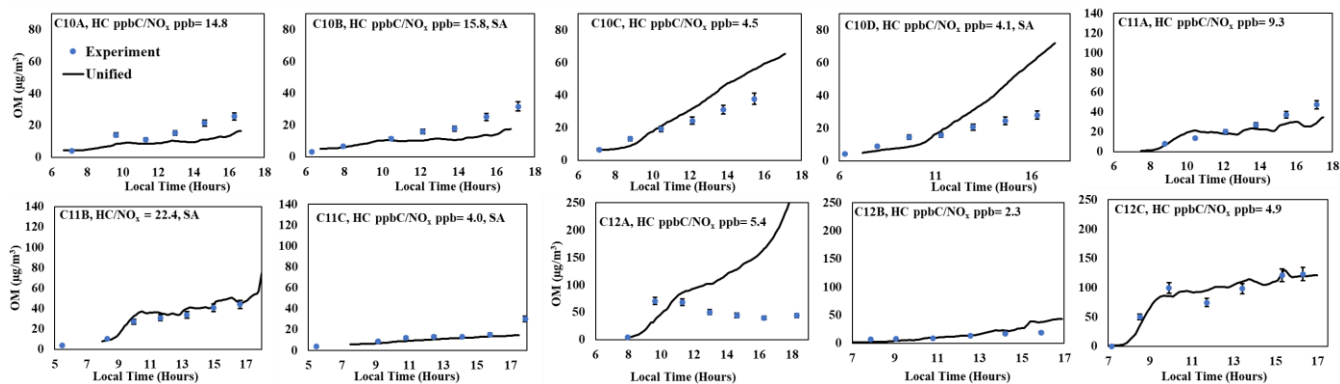 C10A, HC ppbC/NOx ppb= 14.8
80
60
40
20
0
OM (µg/m³)
Experiment
Unified
6 8 10 12 14 16 18
Local Time (Hours)
C10B, HC ppbC/NOx ppb= 15.8, SA
80
60
40
20
0
6 8 10 12 14 16 18
Local Time (Hours)
C10C, HC ppbC/NOx ppb= 4.5
80
60
40
20
0
6 8 10 12 14 16 18
Local Time (Hours)
C10D, HC ppbC/NOx ppb= 4.1, SA
80
60
40
20
0
6 11 16
Local Time (Hours)
C11A, HC ppbC/NOx ppb= 9.3
140
120
100
80
60
40
20
0
6 8 10 12 14 16 18
Local Time (Hours)
C11B, HC/NOx = 22.4, SA
140
120
100
80
60
40
20
0
OM (µg/m³)
5 7 9 11 13 15 17
Local Time (Hours)
C11C, HC ppbC/NOx ppb= 4.0, SA
140
120
100
80
60
40
20
0
5 7 9 11 13 15 17
Local Time (Hours)
C12A, HC ppbC/NOx ppb= 5.4
250
200
150
100
50
0
OM (µg/m³)
6 8 10 12 14 16 18
Local Time (Hours)
C12B, HC ppbC/NOx ppb= 2.3
250
200
150
100
50
0
7 9 11 13 15 17
Local Time (Hours)
C12C, HC ppbC/NOx ppb= 4.9
250
200
150
100
50
0
7 9 11 13 15 17
Local Time (Hours)